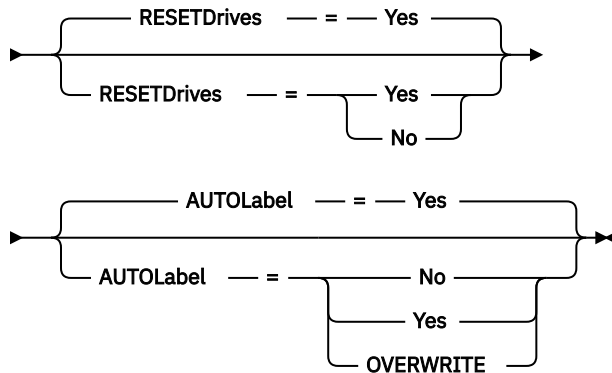 RESETDrives = Yes
RESETDrives = Yes
No
AUTOLabel = Yes
AUTOLabel = No
Yes
OVERWRITE